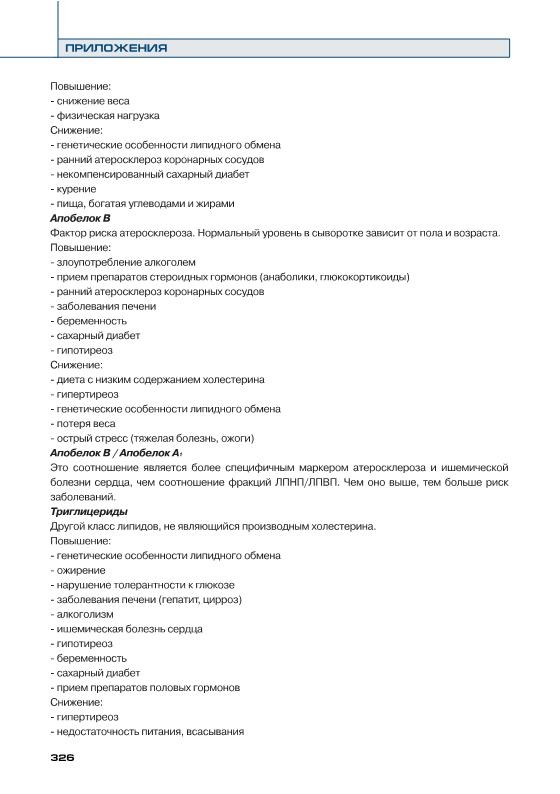 ПРИЛОЖЕНИЯ
Повышение:
- снижение веса
- физическая нагрузка
Снижение:
- генетические особенности липидного обмена
- ранний атеросклероз коронарных сосудов
- некомпенсированный сахарный диабет
- курение
- пища, богатая углеводами и жирами
Апобелок В
Фактор риска атеросклероза. Нормальный уровень в сыворотке зависит от пола и возраста.
Повышение:
- злоупотребление алкоголем
- прием препаратов стероидных гормонов (анаболики, глюкокортикоиды)
- ранний атеросклероз коронарных сосудов
- заболевания печени
- беременность
- сахарный диабет
- гипотиреоз
Снижение:
- диета с низким содержанием холестерина
- гипертиреоз
- генетические особенности липидного обмена
- потеря веса
- острый стресс (тяжелая болезнь, ожоги)
Апобелок В / Апобелок А₁
Это соотношение является более специфичным маркером атеросклероза и ишемической
болезни сердца, чем соотношение фракций ЛПНП/ЛПВП. Чем оно выше, тем больше риск
заболеваний.
Триглицериды
Другой класс липидов, не являющийся производным холестерина.
Повышение:
- генетические особенности липидного обмена
- ожирение
- нарушение толерантности к глюкозе
- заболевания печени (гепатит, цирроз)
- алкоголизм
- ишемическая болезнь сердца
- гипотиреоз
- беременность
- сахарный диабет
- прием препаратов половых гормонов
Снижение:
- гипертиреоз
- недостаточность питания, всасывания
326